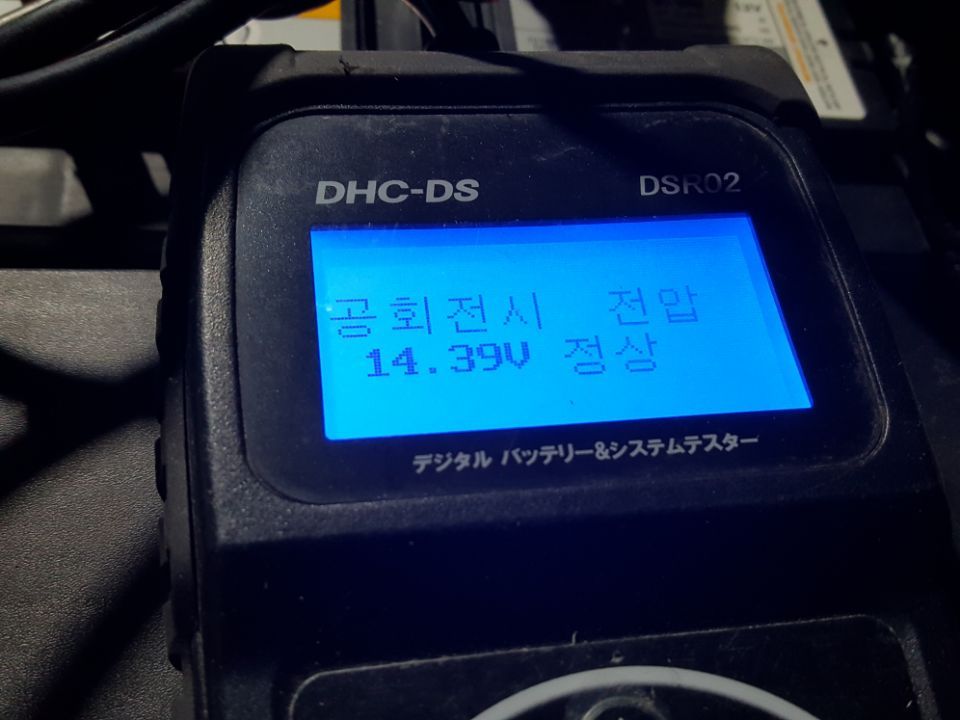 DHC-DS DSR02
공회전시 전압
14.39V 정상
デジタル バッテリー&システムテスター